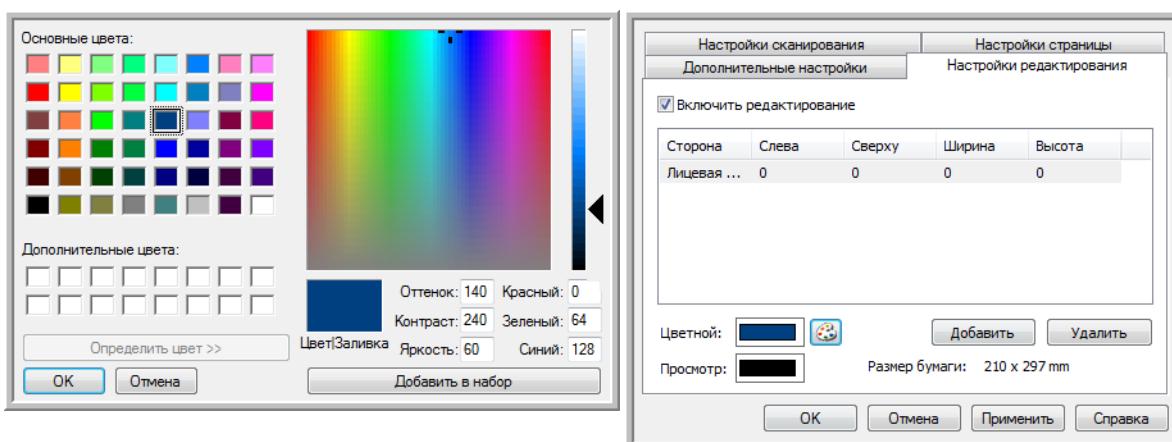 Основные цвета:
Дополнительные цвета:
Определить цвет >>
OK
Отмена
Цвет|Заливка
Оттенок: 140
Контраст: 240
Яркость: 60
Красный: 0
Зеленый: 64
Синий: 128
Добавить в набор
Настройки сканирования
Настройки страницы
Дополнительные настройки
Настройки редактирования
Включить редактирование
Сторона Слева Сверху Ширина Высота
Лицевая ... 0 0 0 0
Цветной:
Добавить
Удалить
Просмотр:
Размер бумаги: 210 x 297 mm
OK
Отмена
Применить
Справка